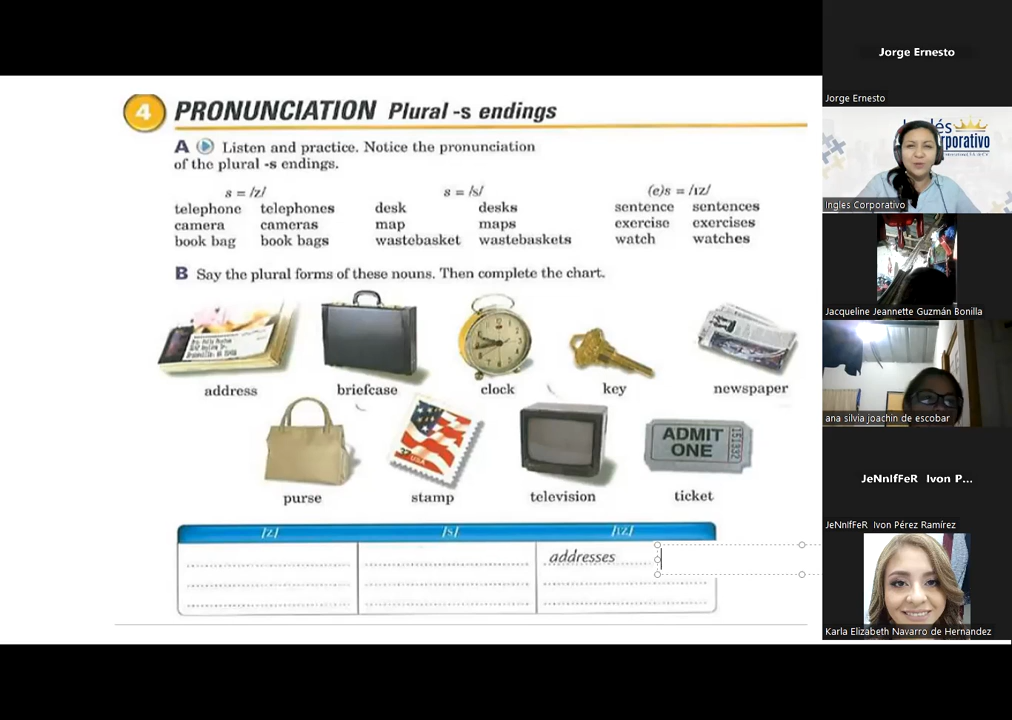 4 PRONUNCIATION Plural -s endings
A Listen and practice. Notice the pronunciation
of the plural -s endings.
s = /z/ s = /s/ (e)s = /ɪz/
telephone telephones desk desks sentence sentences
camera cameras map maps exercise exercises
book bag book bags wastebasket wastebaskets watch watches
B Say the plural forms of these nouns. Then complete the chart.
address briefcase clock key newspaper
37
USA
ADMIT
ONE
151932
purse stamp television ticket
/z/ /s/ /ɪz/
addresses
Jorge Ernesto
Jorge Ernesto
Inglés
Corporativo
Ingles Corporativo
Jacqueline Jeannette Guzmán Bonilla
ana silvia joachin de escobar
JeNnIfFeR Ivon P...
JeNnIfFeR Ivon Pérez Ramírez
Karla Elizabeth Navarro de Hernandez